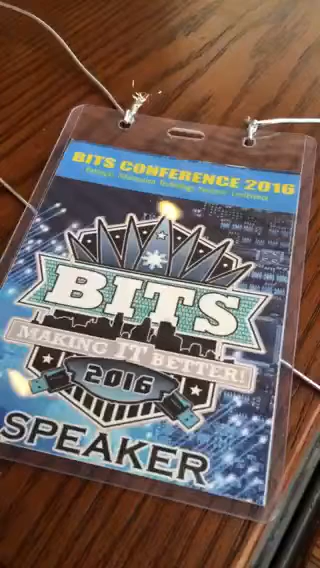 BITS CONFERENCE 2016
BITS
MAKING IT BETTER!
2016
SPEAKER